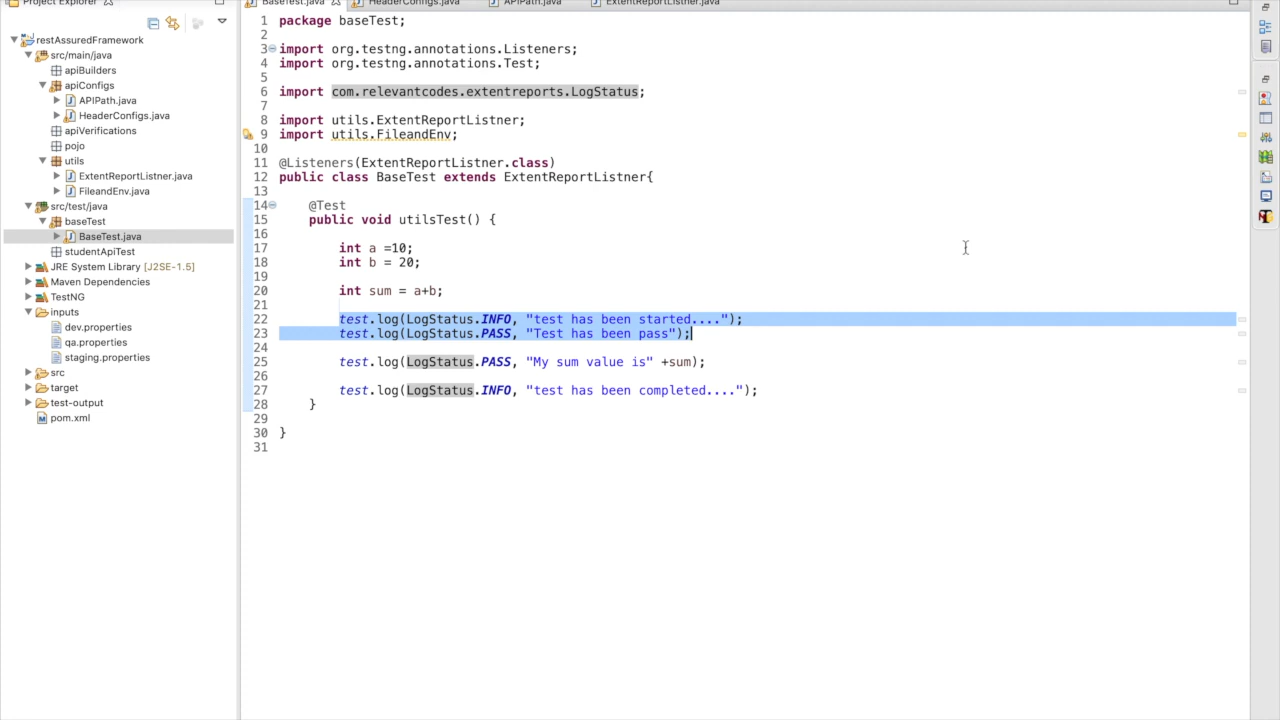 Project Explorer
BaseTest.java
HeaderConfigs.java
APIPath.java
ExtentReportListner.java
restAssuredFramework
src/main/java
apiBuilders
apiConfigs
APIPath.java
HeaderConfigs.java
apiVerifications
pojo
utils
ExtentReportListner.java
FileandEnv.java
src/test/java
baseTest
BaseTest.java
studentApiTest
JRE System Library [J2SE-1.5]
Maven Dependencies
TestNG
inputs
dev.properties
qa.properties
staging.properties
src
target
test-output
pom.xml
1 package baseTest;
2
3 import org.testng.annotations.Listeners;
4 import org.testng.annotations.Test;
5
6 import com.relevantcodes.extentreports.LogStatus;
7
8 import utils.ExtentReportListner;
9 import utils.FileandEnv;
10
11 @Listeners(ExtentReportListner.class)
12 public class BaseTest extends ExtentReportListner{
13
14 @Test
15 public void utilsTest() {
16
17 int a =10;
18 int b = 20;
19
20 int sum = a+b;
21
22 test.log(LogStatus.INFO, "test has been started....");
23 test.log(LogStatus.PASS, "Test has been pass");
24
25 test.log(LogStatus.PASS, "My sum value is" +sum);
26
27 test.log(LogStatus.INFO, "test has been completed....");
28 }
29
30 }
31